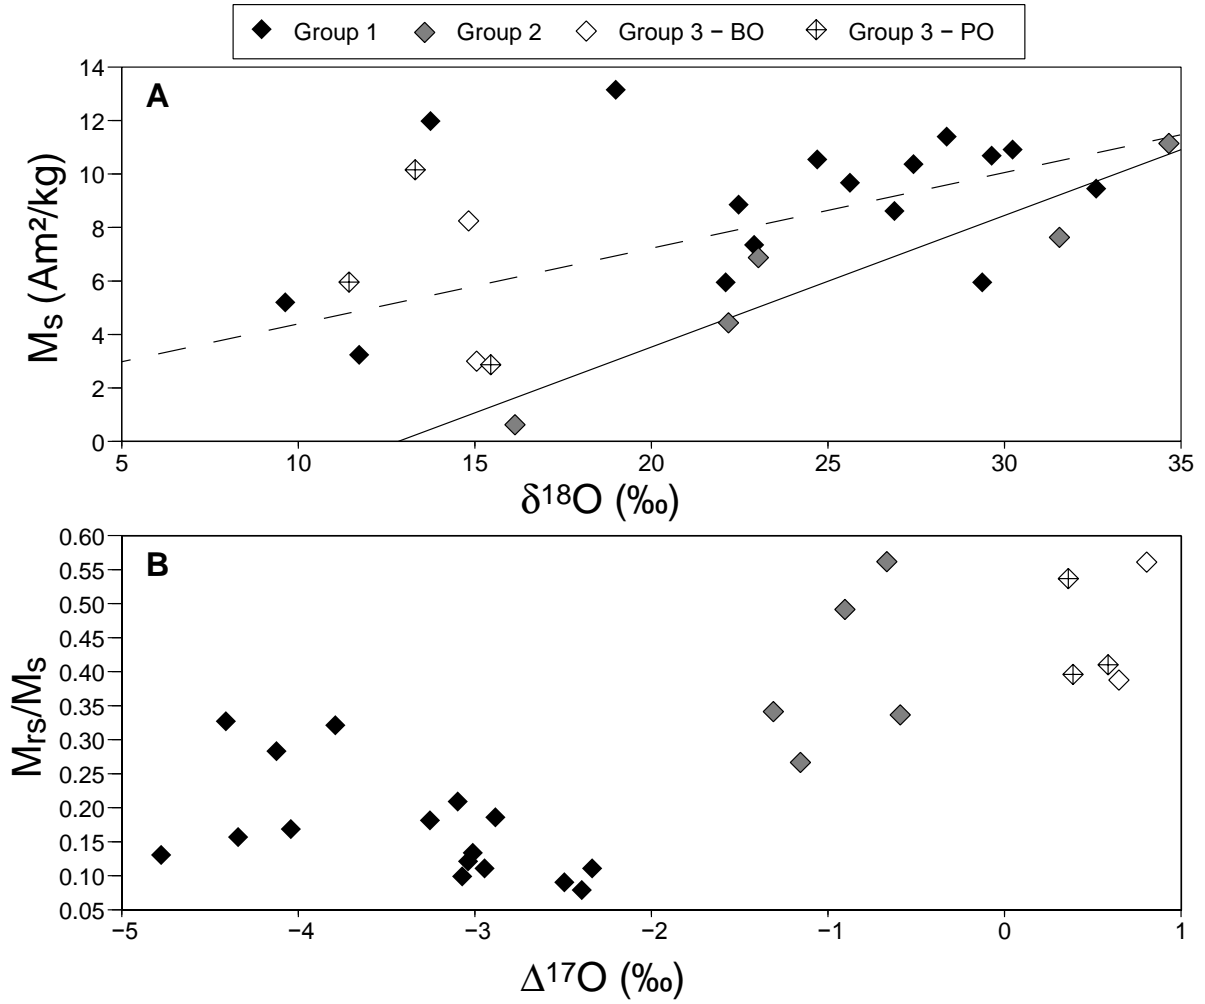 Group 1 Group 2 Group 3 − BO Group 3 − PO
A
14
12
10
8
6
4
2
0
Ms (Am²/kg)
5 10 15 20 25 30 35
δ18O (‰)
B
0.60
0.55
0.50
0.45
0.40
0.35
0.30
0.25
0.20
0.15
0.10
0.05
Mrs/Ms
−5 −4 −3 −2 −1 0 1
Δ17O (‰)